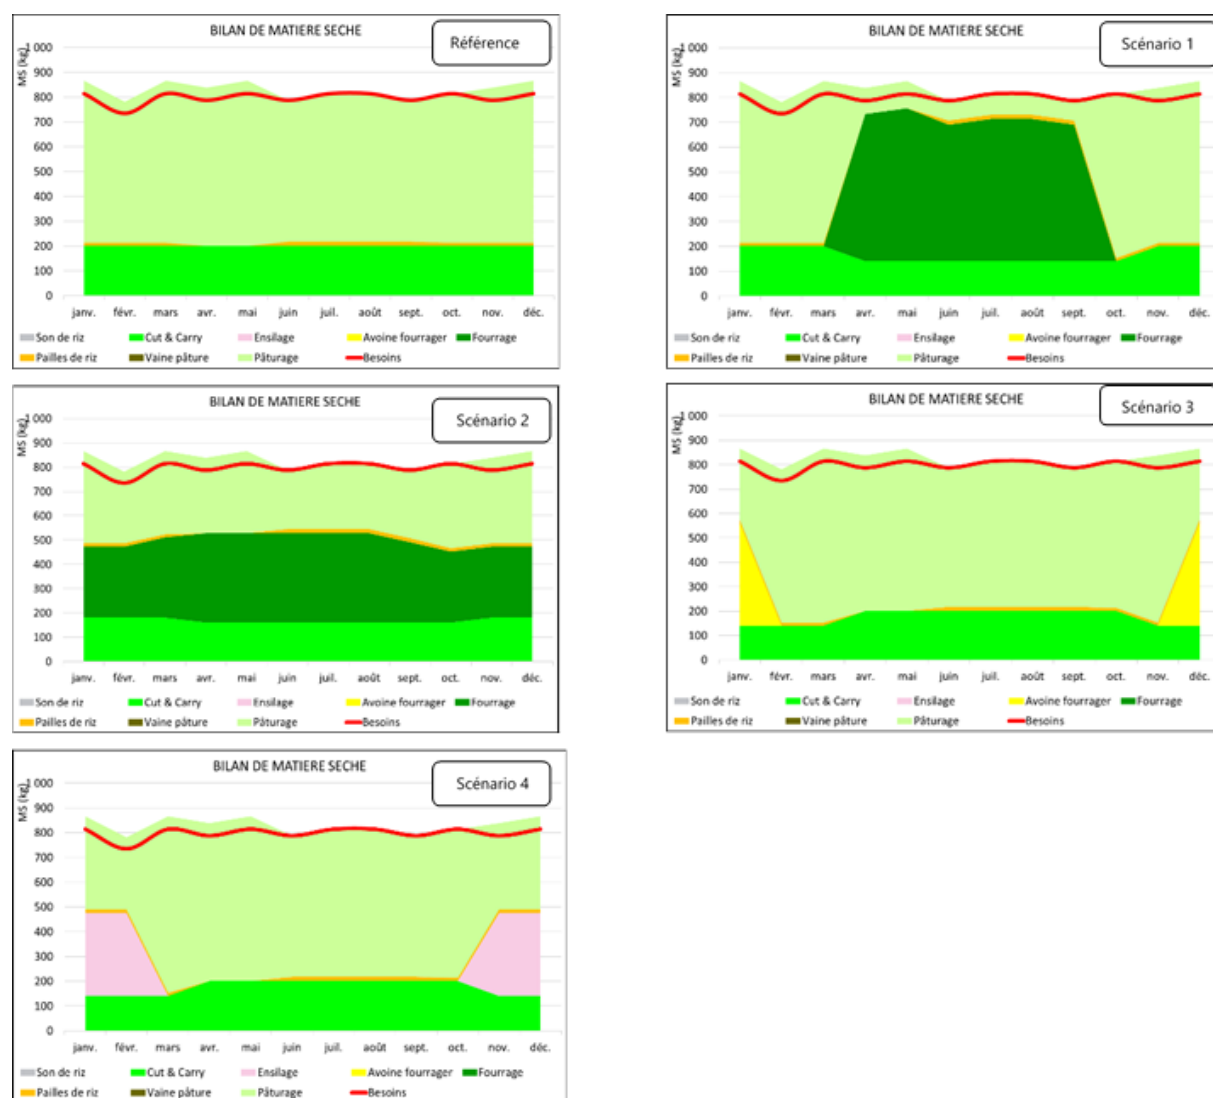 BILAN DE MATIERE SECHE
Référence
MS (kg)
1 000
900
800
700
600
500
400
300
200
100
0
janv. févr. mars avr. mai juin juil. août sept. oct. nov. déc.
Son de riz Cut & Carry Ensilage Avoine fourrager Fourrage
Pailles de riz Vaine pâture Pâturage Besoins
BILAN DE MATIERE SECHE
Scénario 1
MS (kg)
1 000
900
800
700
600
500
400
300
200
100
0
janv. févr. mars avr. mai juin juil. août sept. oct. nov. déc.
Son de riz Cut & Carry Ensilage Avoine fourrager Fourrage
Pailles de riz Vaine pâture Pâturage Besoins
BILAN DE MATIERE SECHE
Scénario 2
MS (kg)
1 000
900
800
700
600
500
400
300
200
100
0
janv. févr. mars avr. mai juin juil. août sept. oct. nov. déc.
Son de riz Cut & Carry Ensilage Avoine fourrager Fourrage
Pailles de riz Vaine pâture Pâturage Besoins
BILAN DE MATIERE SECHE
Scénario 3
MS (kg)
1 000
900
800
700
600
500
400
300
200
100
0
janv. févr. mars avr. mai juin juil. août sept. oct. nov. déc.
Son de riz Cut & Carry Ensilage Avoine fourrager Fourrage
Pailles de riz Vaine pâture Pâturage Besoins
BILAN DE MATIERE SECHE
Scénario 4
MS (kg)
1 000
900
800
700
600
500
400
300
200
100
0
janv. févr. mars avr. mai juin juil. août sept. oct. nov. déc.
Son de riz Cut & Carry Ensilage Avoine fourrager Fourrage
Pailles de riz Vaine pâture Pâturage Besoins